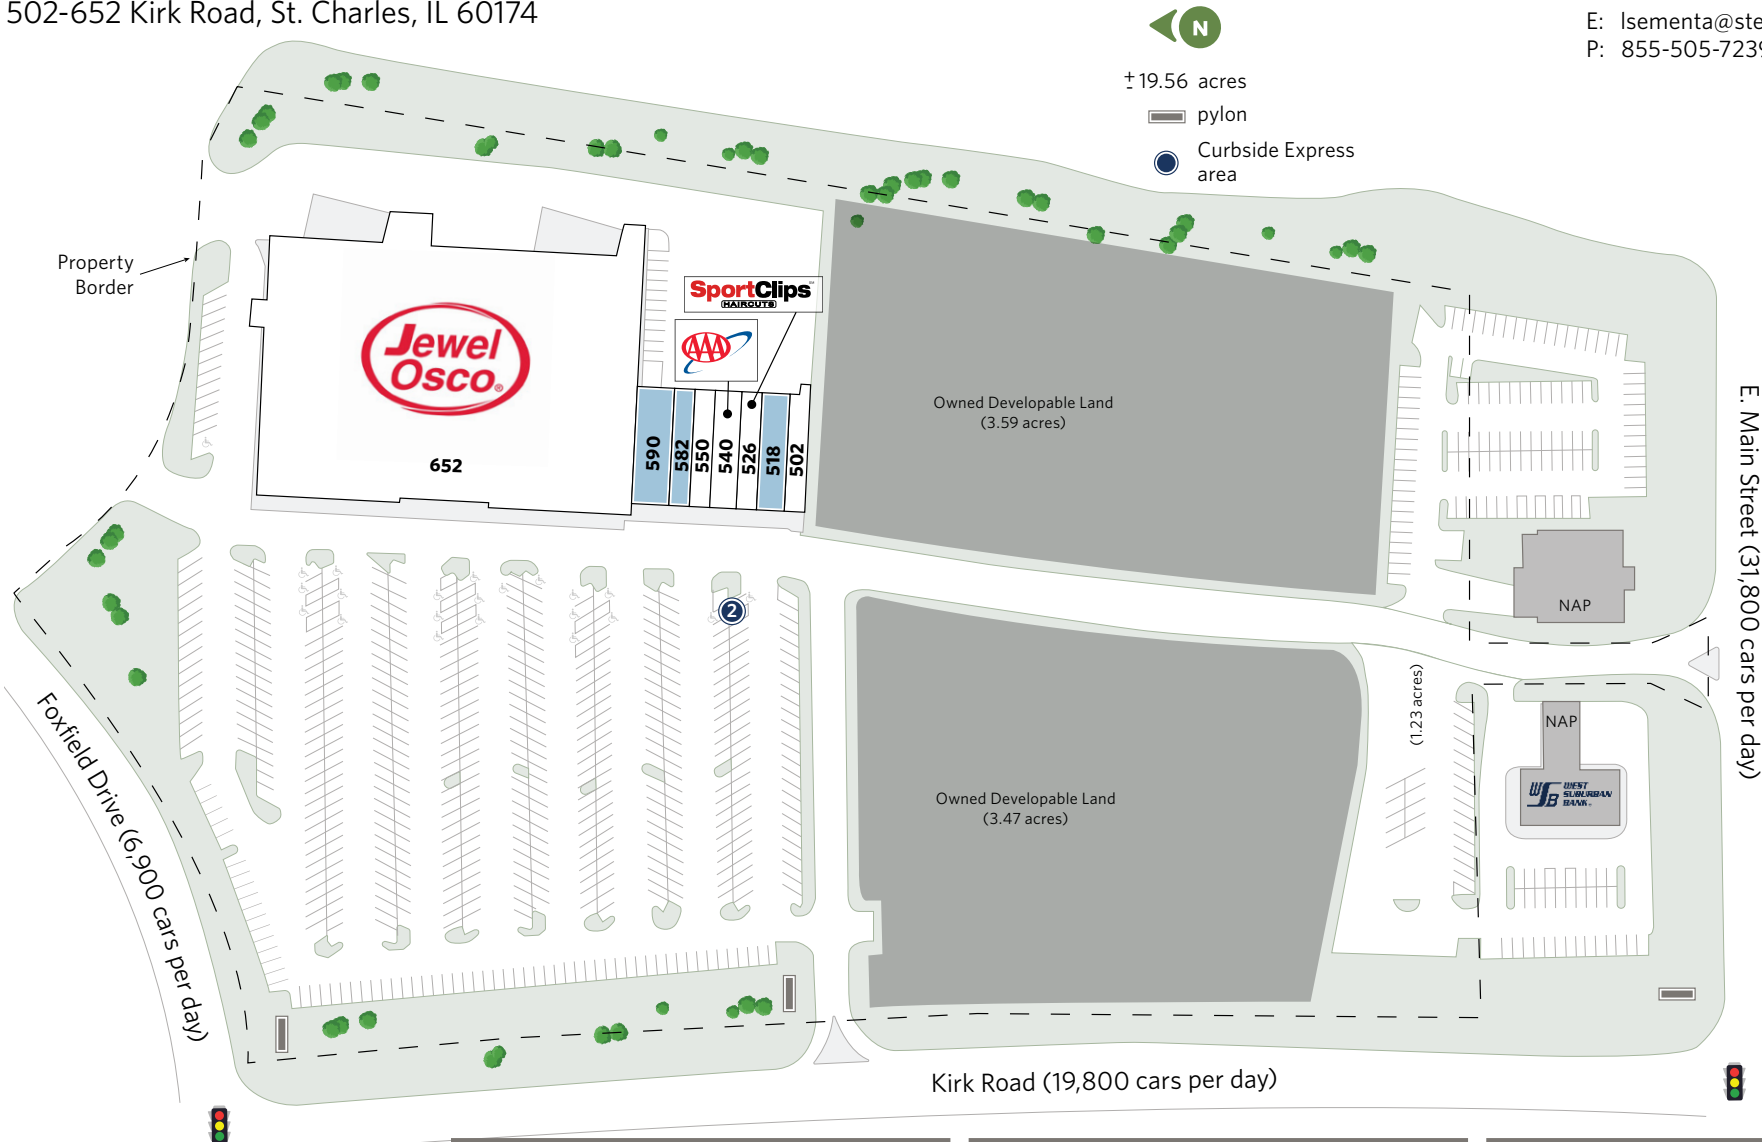 502-652 Kirk Road, St. Charles, IL 60174
N
± 19.56 acres
pylon
Curbside Express
area
E: lsementa@ste
P: 855-505-7239
Property
Border
Jewel
Osco®
652
SportClips
HAIRCUTS
AAA
590
582
550
540
526
518
502
Owned Developable Land
(3.59 acres)
2
NAP
E. Main Street (31,800 cars per day)
(1.23 acres)
NAP
WSB WEST
SUBURBAN
BANK®
Owned Developable Land
(3.47 acres)
Foxfield Drive (6,900 cars per day)
Kirk Road (19,800 cars per day)